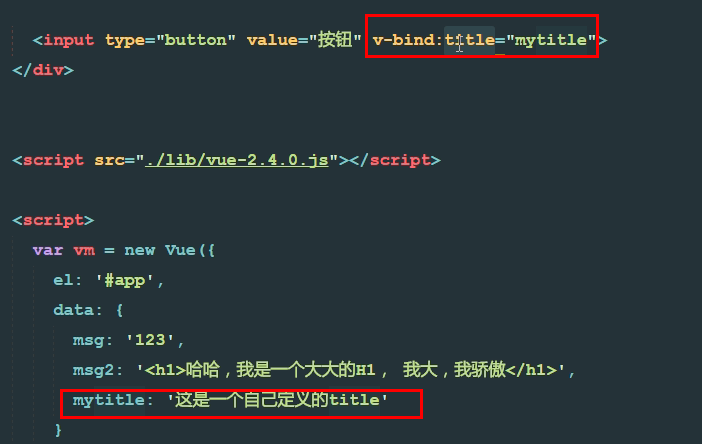 <input type="button" value="按钮" v-bind:title="mytitle">
</div>
<script src="./lib/vue-2.4.0.js"></script>
<script>
var vm = new Vue({
el: '#app',
data: {
msg: '123',
msg2: '<h1>哈哈，我是一个大大的H1， 我大，我骄傲</h1>',
mytitle: '这是一个自己定义的title'
}